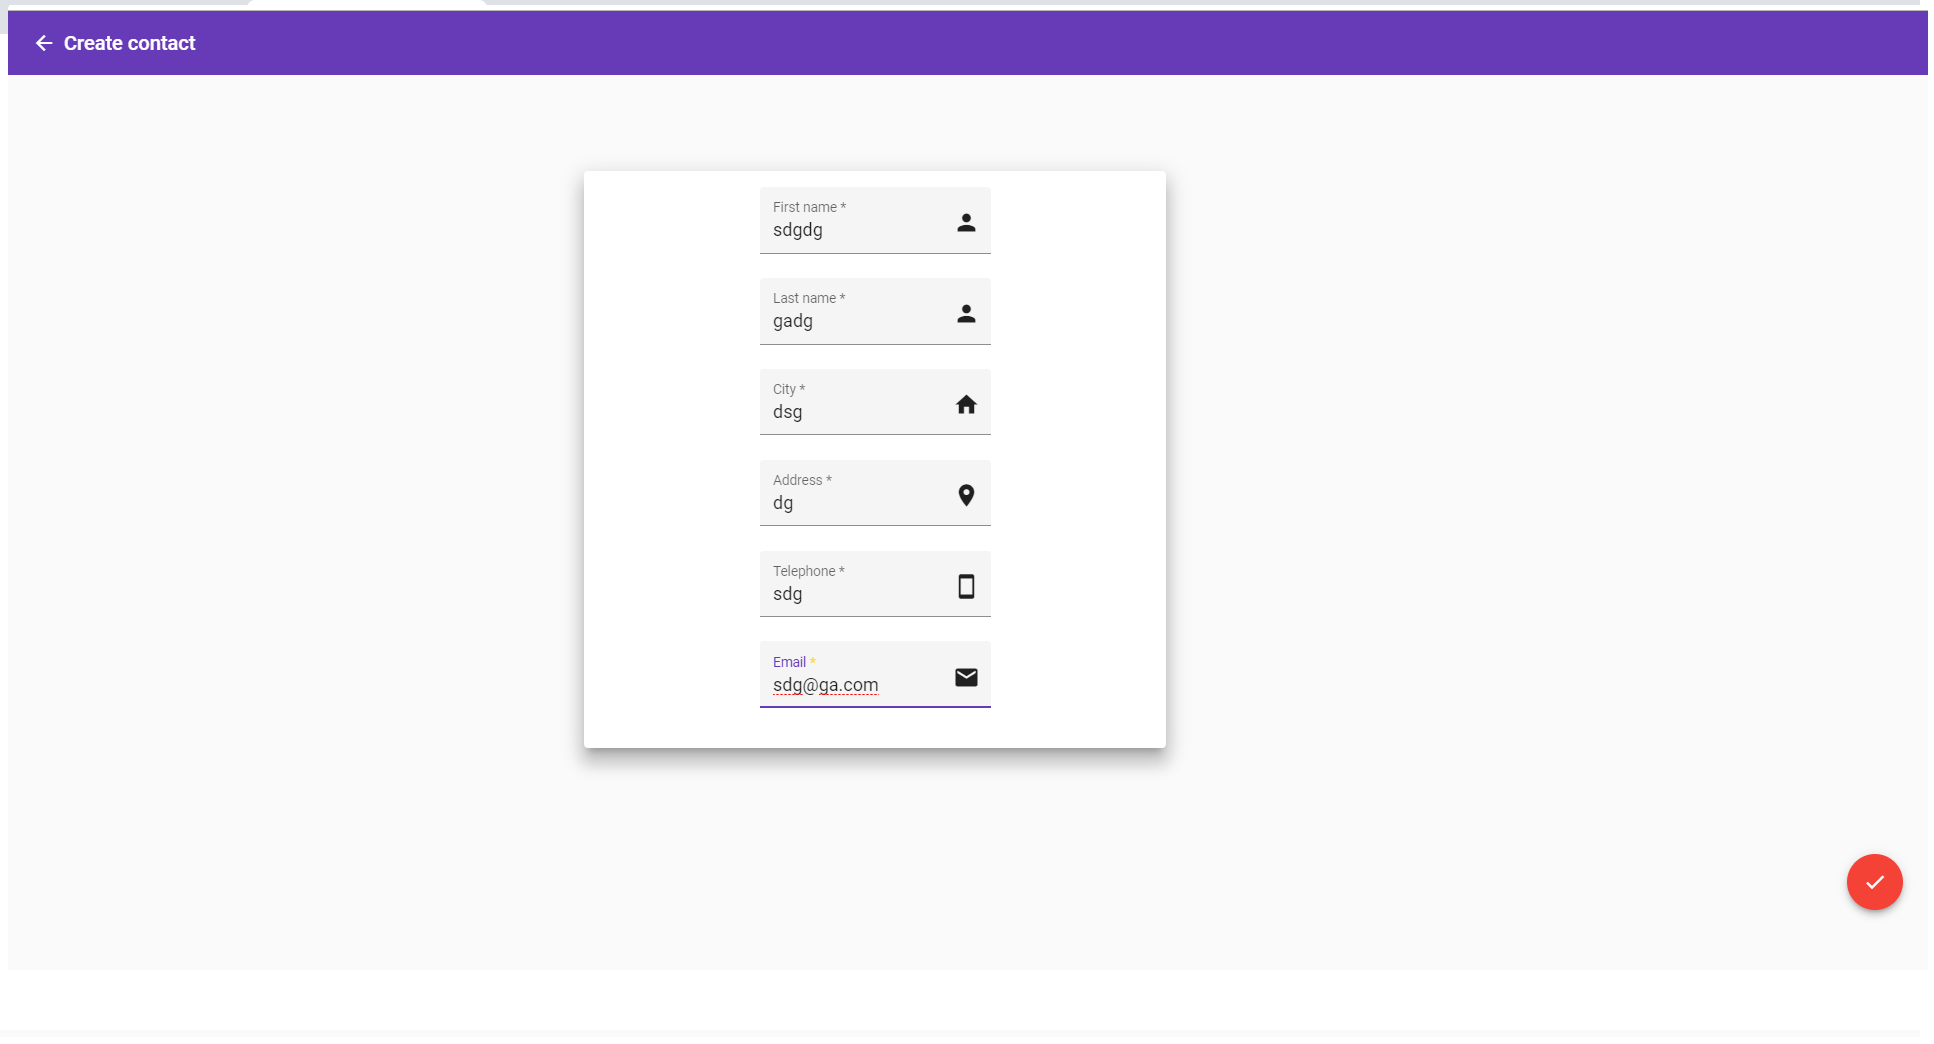 Create contact
First name *
sdgdg
Last name *
gadg
City *
dsg
Address *
dg
Telephone *
sdg
Email *
sdg@ga.com